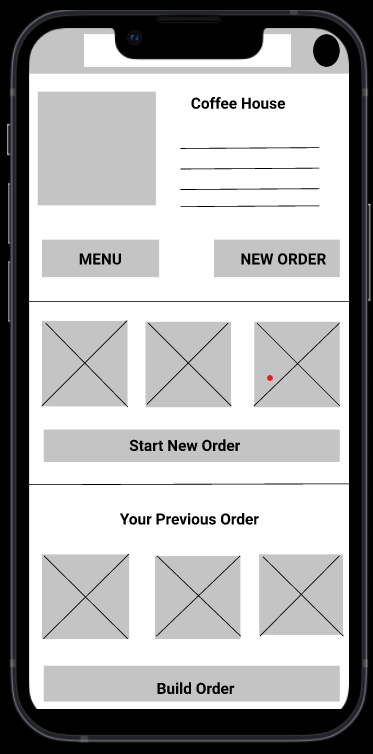 Coffee House
MENU
NEW ORDER
Start New Order
Your Previous Order
Build Order